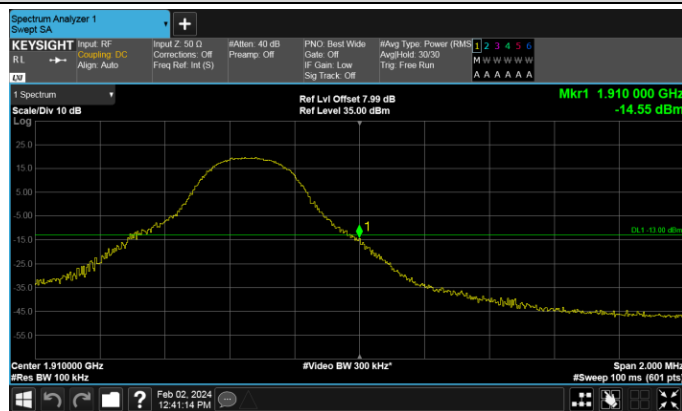 Spectrum Analyzer 1
Swept SA
KEYSIGHT
RL
LXI
Input: RF
Coupling: DC
Align: Auto
Input Z: 50 Ω
Corrections: Off
Freq Ref: Int (S)
#Atten: 40 dB
Preamp: Off
PNO: Best Wide
Gate: Off
IF Gain: Low
Sig Track: Off
#Avg Type: Power (RMS
Avg|Hold: 30/30
Trig: Free Run
1 2 3 4 5 6
M W W W W W
A A A A A A
1 Spectrum
Scale/Div 10 dB
Log
Ref Lvl Offset 7.99 dB
Ref Level 35.00 dBm
Mkr1 1.910 000 GHz
-14.55 dBm
25.0
15.0
5.00
-5.00
-15.0
-25.0
-35.0
-45.0
-55.0
1
DL1 -13.00 dBm
Center 1.910000 GHz
#Res BW 100 kHz
#Video BW 300 kHz*
Span 2.000 MHz
#Sweep 100 ms (601 pts)
?
Feb 02, 2024
12:41:14 PM